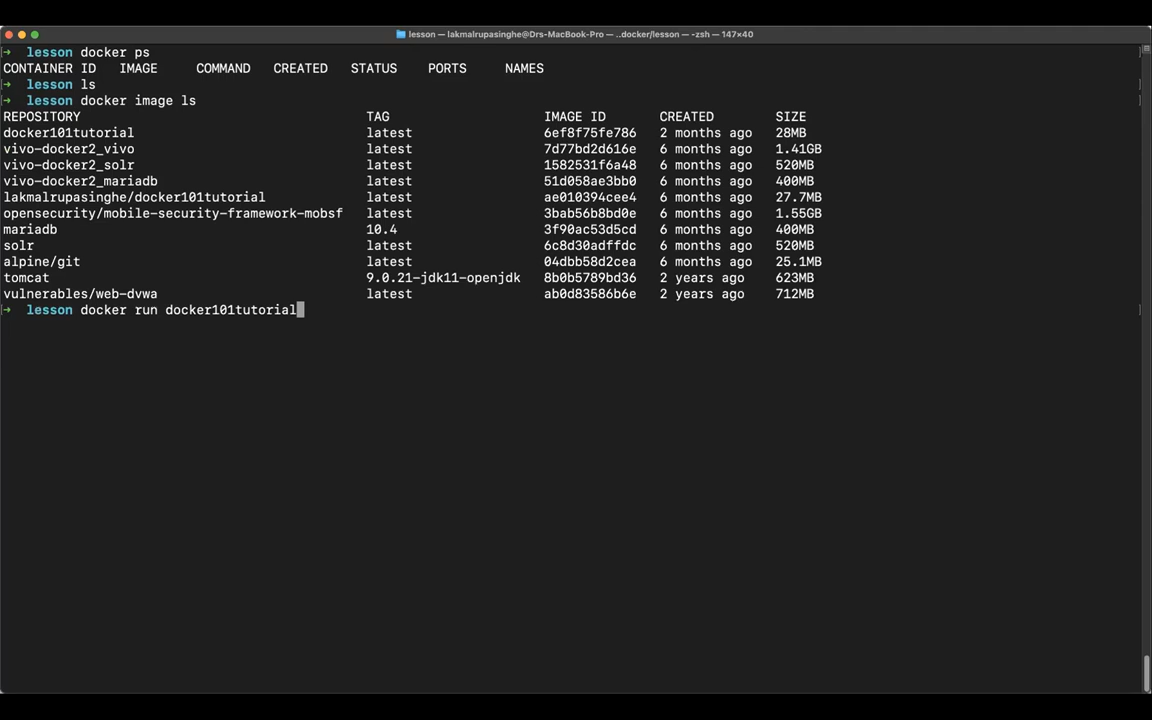 lesson — lakmalrupasinghe@Drs-MacBook-Pro — ..docker/lesson — -zsh — 147×40
→ lesson docker ps
CONTAINER ID IMAGE COMMAND CREATED STATUS PORTS NAMES
→ lesson ls
→ lesson docker image ls
REPOSITORY TAG IMAGE ID CREATED SIZE
docker101tutorial latest 6ef8f75fe786 2 months ago 28MB
vivo-docker2_vivo latest 7d77bd2d616e 6 months ago 1.41GB
vivo-docker2_solr latest 1582531f6a48 6 months ago 520MB
vivo-docker2_mariadb latest 51d058ae3bb0 6 months ago 400MB
lakmalrupasinghe/docker101tutorial latest ae010394cee4 6 months ago 27.7MB
opensecurity/mobile-security-framework-mobsf latest 3bab56b8bd0e 6 months ago 1.55GB
mariadb 10.4 3f90ac53d5cd 6 months ago 400MB
solr latest 6c8d30adffdc 6 months ago 520MB
alpine/git latest 04dbb58d2cea 6 months ago 25.1MB
tomcat 9.0.21-jdk11-openjdk 8b0b5789bd36 2 years ago 623MB
vulnerables/web-dvwa latest ab0d83586b6e 2 years ago 712MB
→ lesson docker run docker101tutorial